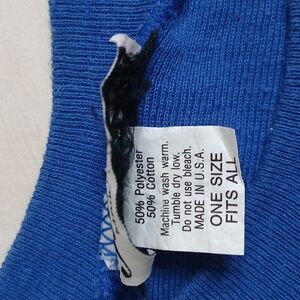 50% Polyester
50% Cotton
Machine wash warm.
Tumble dry low.
Do not use bleach.
MADE IN U.S.A.
ONE SIZE
FITS ALL